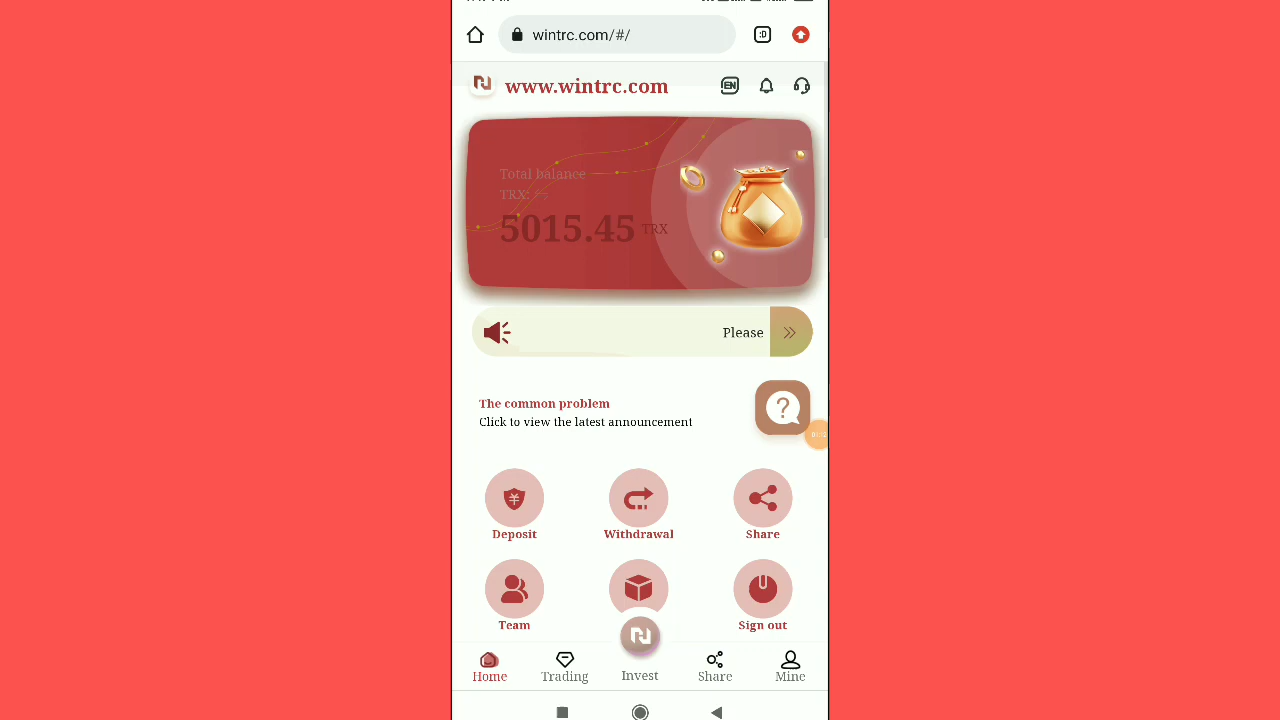 wintrc.com/#/
:D
www.wintrc.com
EN
Total balance
TRX:
5015.45 TRX
Please
The common problem
Click to view the latest announcement
Deposit
Withdrawal
Share
Team
Sign out
Home
Trading
Invest
Share
Mine